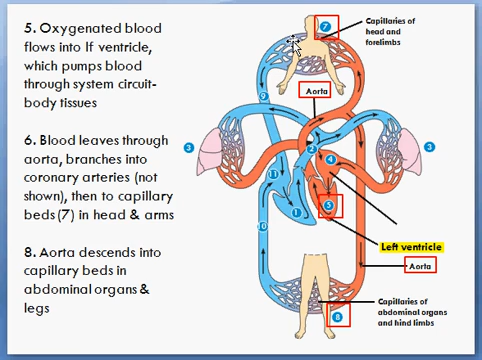 5. Oxygenated blood
flows into lf ventricle,
which pumps blood
through system circuit-
body tissues
6. Blood leaves through
aorta, branches into
coronary arteries (not
shown), then to capillary
beds (7) in head & arms
8. Aorta descends into
capillary beds in
abdominal organs &
legs
7
Capillaries of
head and
forelimbs
9
Aorta
3
2
4
3
11
1
5
10
Left ventricle
Aorta
Capillaries of
abdominal organs
and hind limbs
8